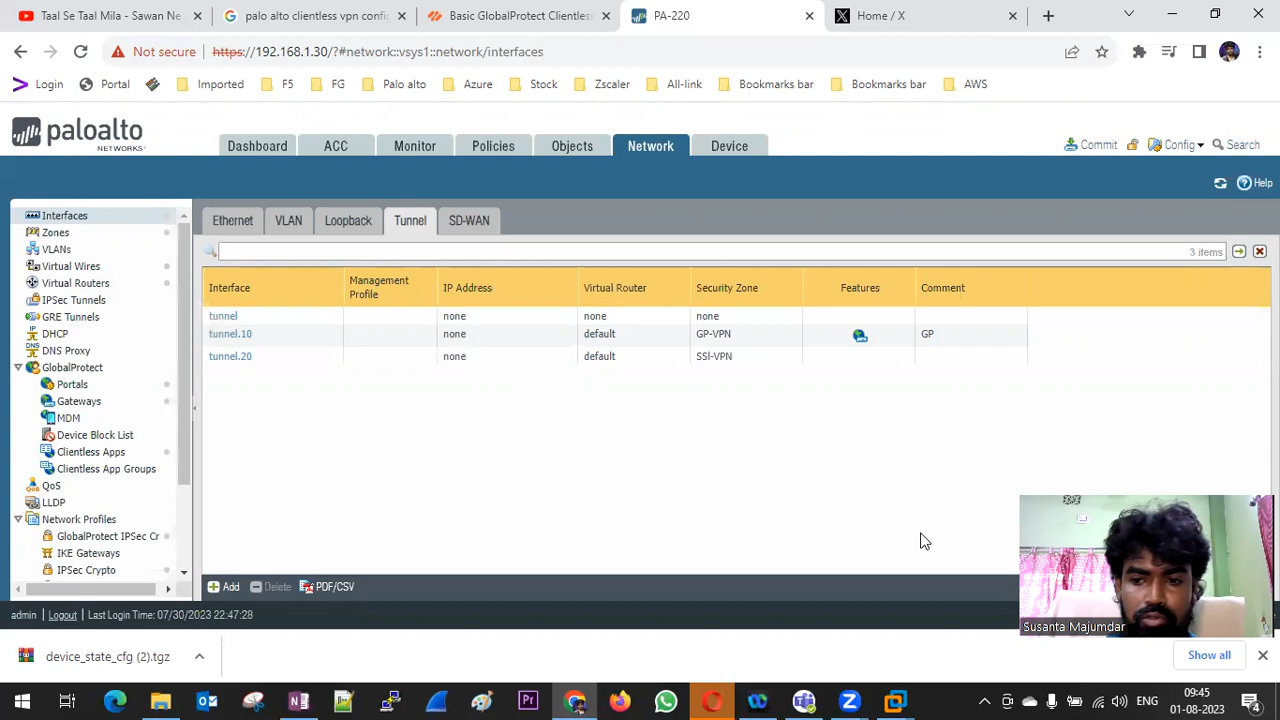 Taal Se Taal Mila - Sawan Ne
palo alto clientless vpn config
Basic GlobalProtect Clientless
PA-220
Home / X
Not secure https://192.168.1.30/?#network::vsys1::network/interfaces
Login
Portal
Imported
F5
FG
Palo alto
Azure
Stock
Zscaler
All-link
Bookmarks bar
Bookmarks bar
AWS
paloalto
NETWORKS
Dashboard
ACC
Monitor
Policies
Objects
Network
Device
Commit
Config
Search
Help
Interfaces
Zones
VLANs
Virtual Wires
Virtual Routers
IPSec Tunnels
GRE Tunnels
DHCP
DNS Proxy
GlobalProtect
Portals
Gateways
MDM
Device Block List
Clientless Apps
Clientless App Groups
QoS
LLDP
Network Profiles
GlobalProtect IPSec Cr
IKE Gateways
IPSec Crypto
Ethernet
VLAN
Loopback
Tunnel
SD-WAN
3 items
Interface Management Profile IP Address Virtual Router Security Zone Features Comment
tunnel none none none
tunnel.10 none default GP-VPN GP
tunnel.20 none default SSl-VPN
Add
Delete
PDF/CSV
Susanta Majumdar
admin | Logout | Last Login Time: 07/30/2023 22:47:28
device_state_cfg (2).tgz
Show all
ENG
09:45
01-08-2023
4